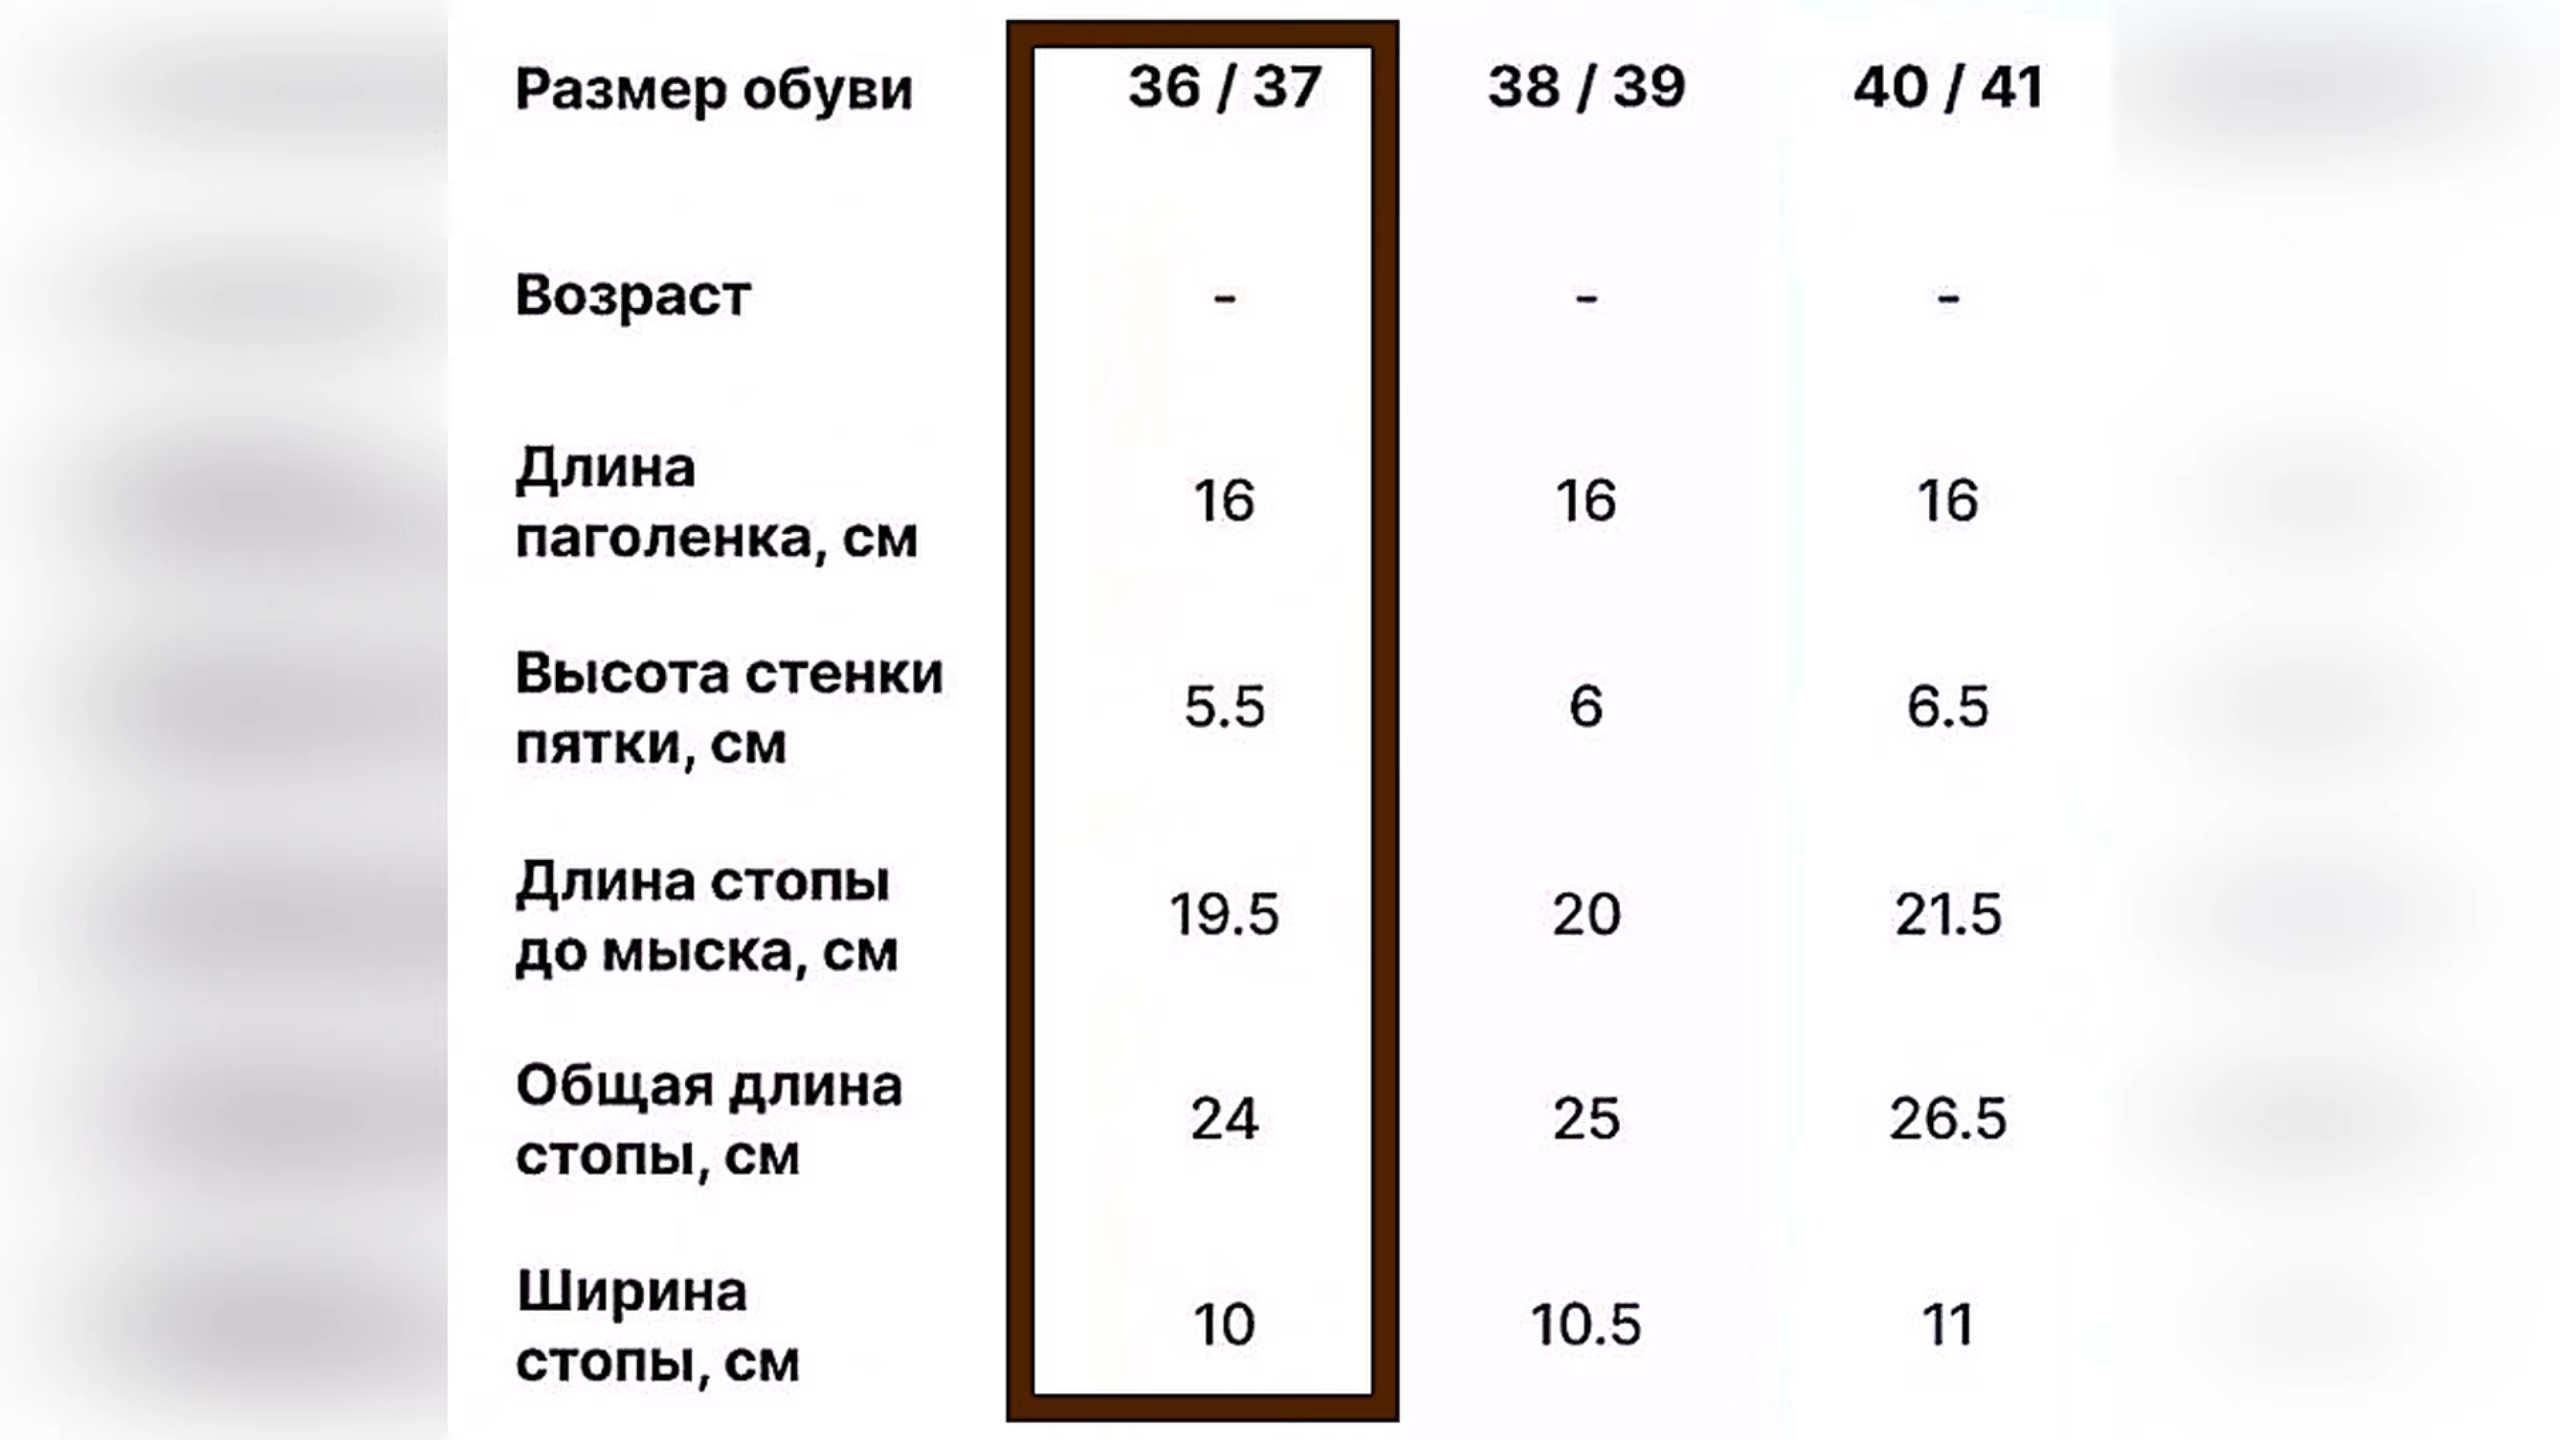 Размер обуви 36 / 37 38 / 39 40 / 41
Возраст - - -
Длина
паголенка, см 16 16 16
Высота стенки
пятки, см 5.5 6 6.5
Длина стопы
до мыска, см 19.5 20 21.5
Общая длина
стопы, см 24 25 26.5
Ширина
стопы, см 10 10.5 11